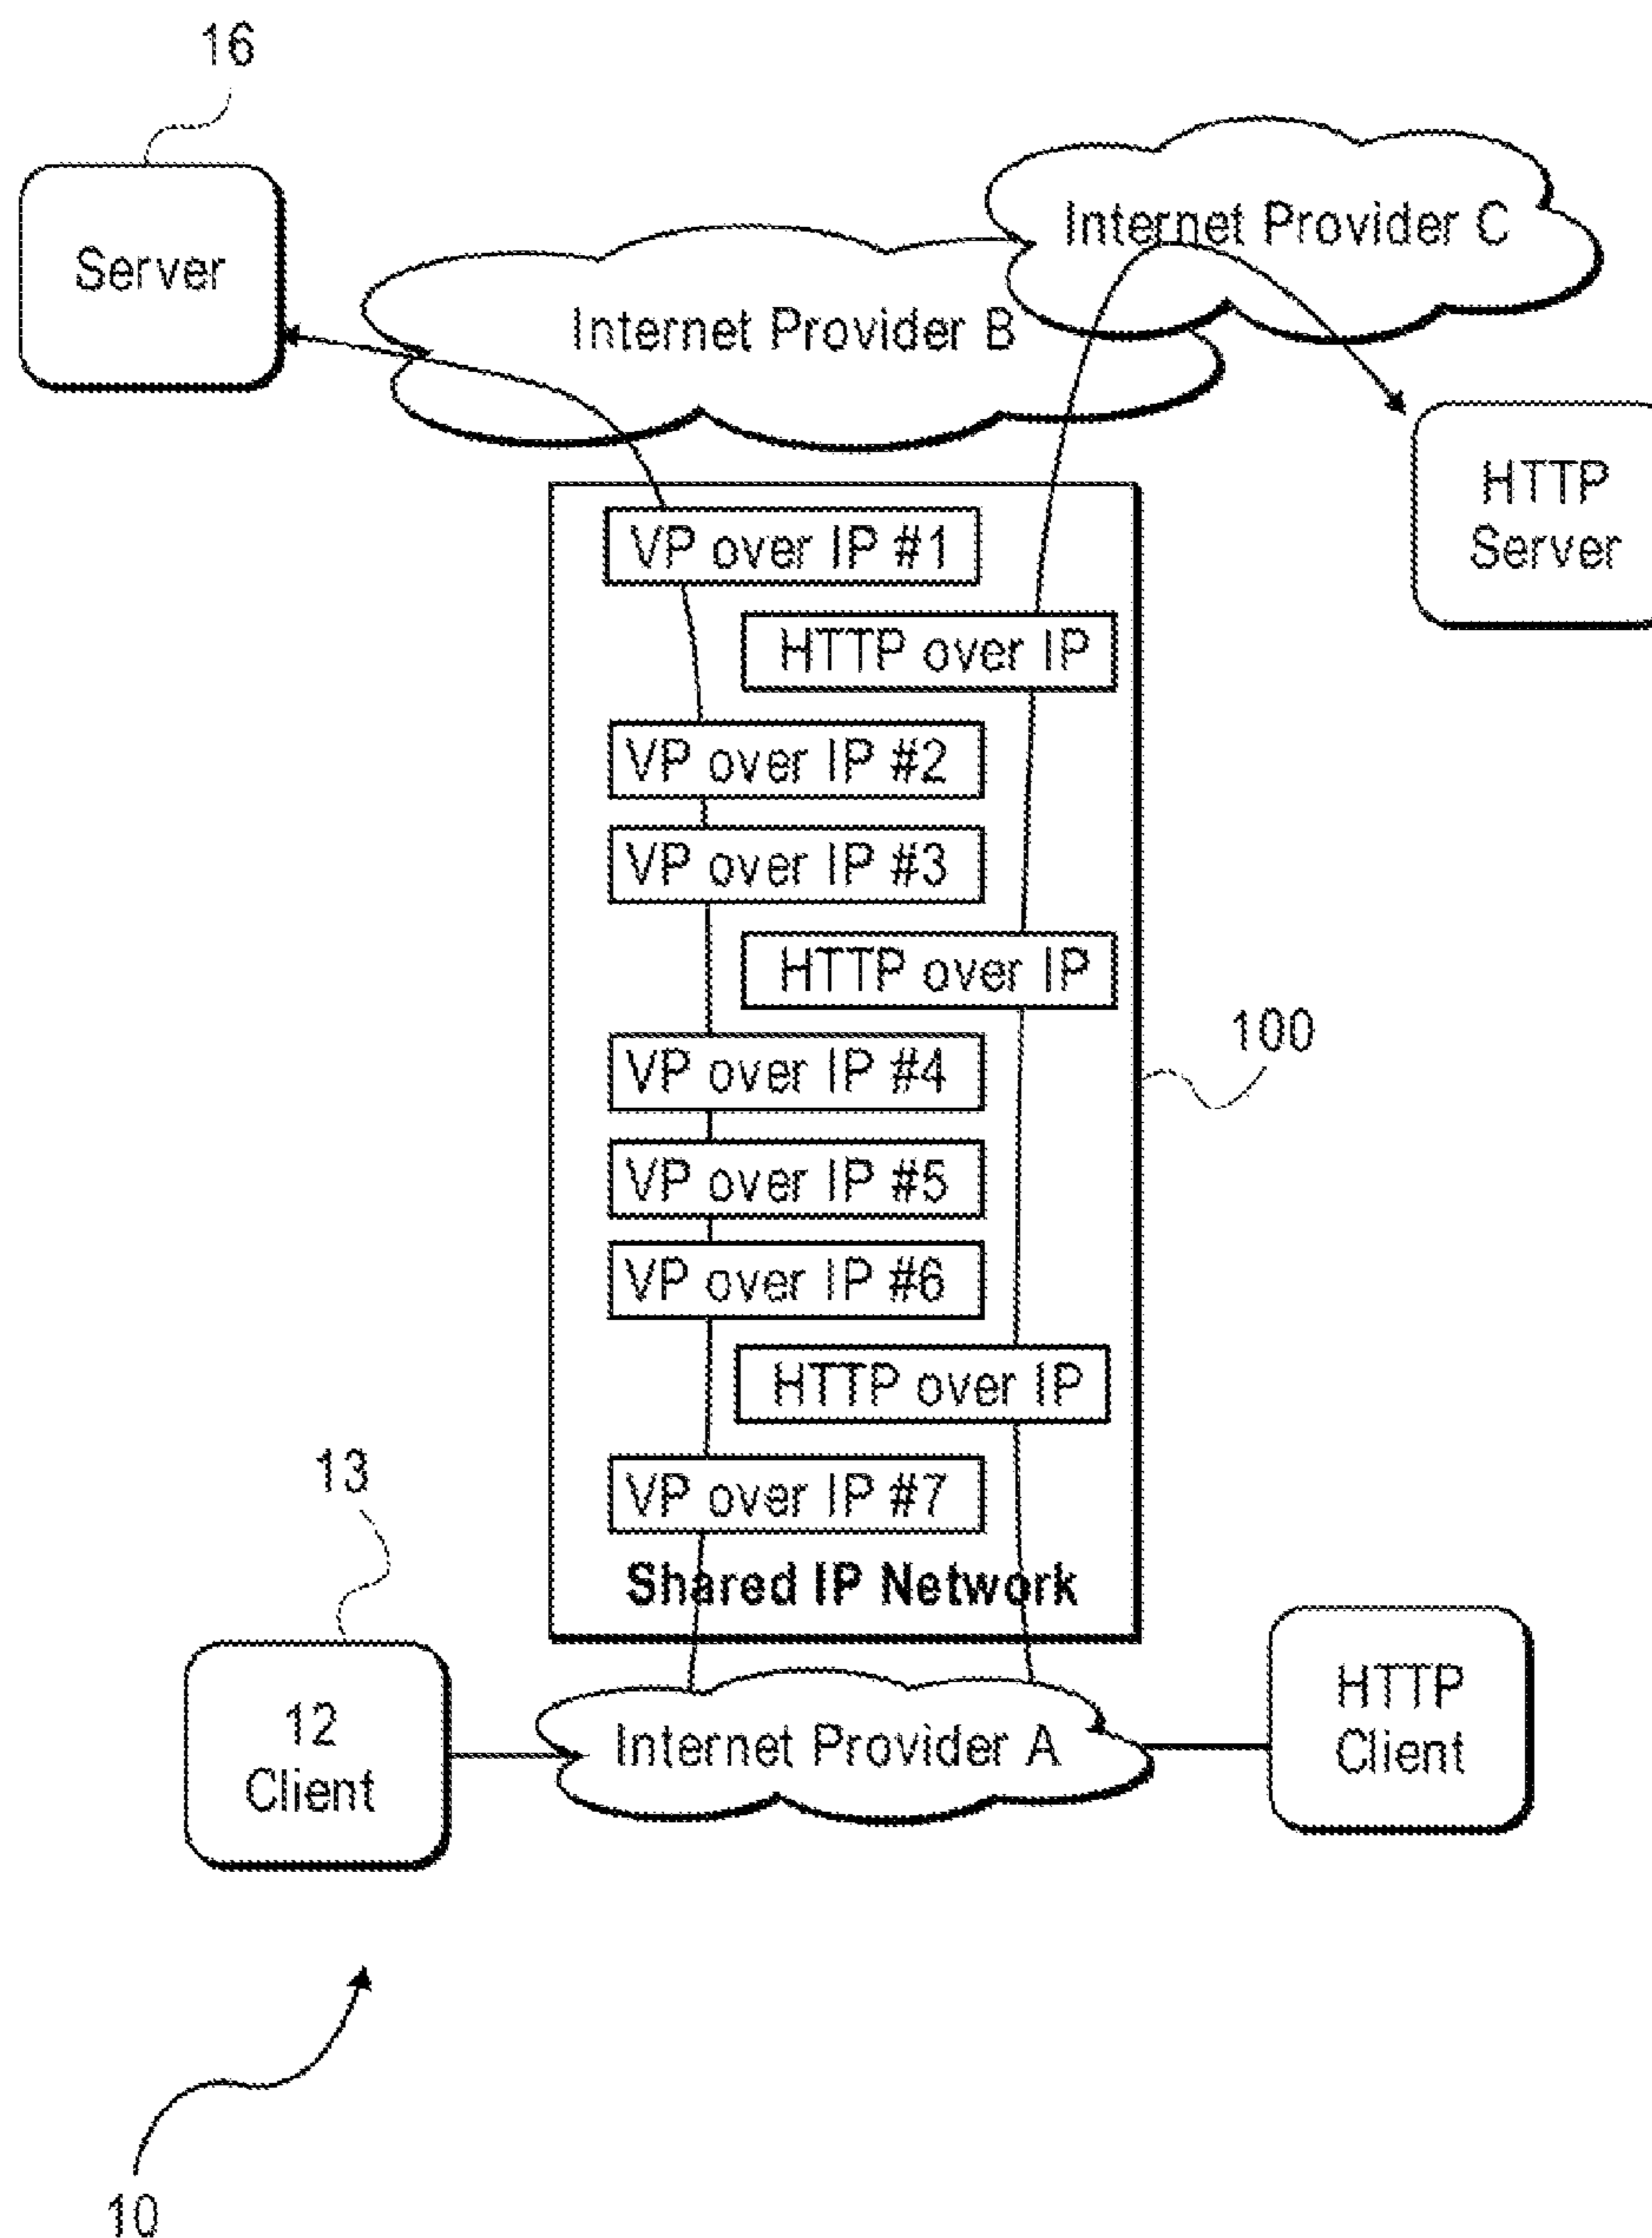 16
Server
Internet Provider C
Internet Provider B
HTTP
Server
VP over IP #1
HTTP over IP
VP over IP #2
VP over IP #3
HTTP over IP
100
VP over IP #4
VP over IP #5
VP over IP #6
HTTP over IP
13
VP over IP #7
Shared IP Network
12
Client
Internet Provider A
HTTP
Client
10